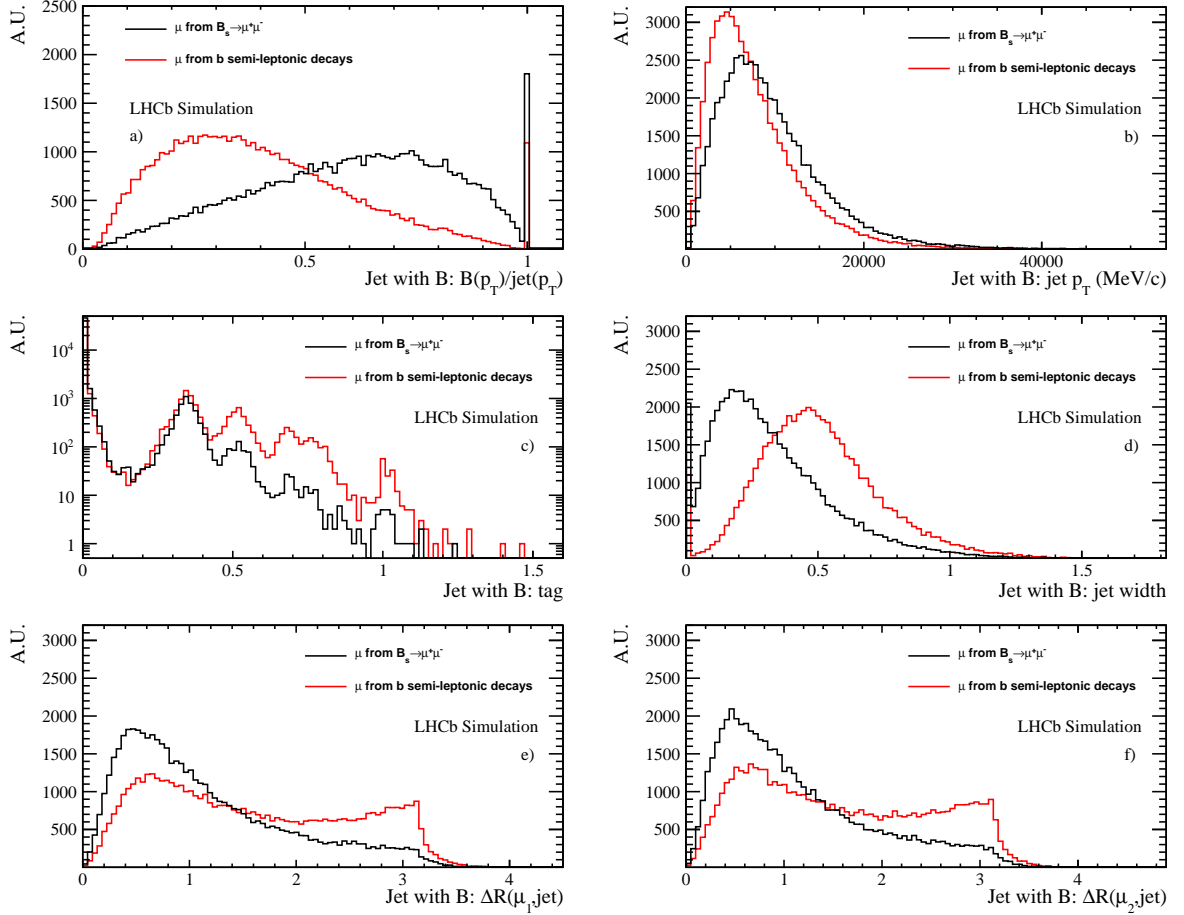 A.U.
2500
2000
1500
1000
500
0
μ from B_s→μ⁺μ⁻
μ from b semi-leptonic decays
LHCb Simulation
a)
0
0.5
1
Jet with B: B(p_T)/jet(p_T)
A.U.
3000
2500
2000
1500
1000
500
μ from B_s→μ⁺μ⁻
μ from b semi-leptonic decays
LHCb Simulation
b)
0
20000
40000
Jet with B: jet p_T (MeV/c)
A.U.
10⁴
10³
10²
10
1
μ from B_s→μ⁺μ⁻
μ from b semi-leptonic decays
LHCb Simulation
c)
0
0.5
1
1.5
Jet with B: tag
A.U.
3000
2500
2000
1500
1000
500
μ from B_s→μ⁺μ⁻
μ from b semi-leptonic decays
LHCb Simulation
d)
0
0.5
1
1.5
Jet with B: jet width
A.U.
3000
2500
2000
1500
1000
500
μ from B_s→μ⁺μ⁻
μ from b semi-leptonic decays
LHCb Simulation
e)
0
1
2
3
4
Jet with B: ΔR(μ_1,jet)
A.U.
3000
2500
2000
1500
1000
500
μ from B_s→μ⁺μ⁻
μ from b semi-leptonic decays
LHCb Simulation
f)
0
1
2
3
4
Jet with B: ΔR(μ_2,jet)